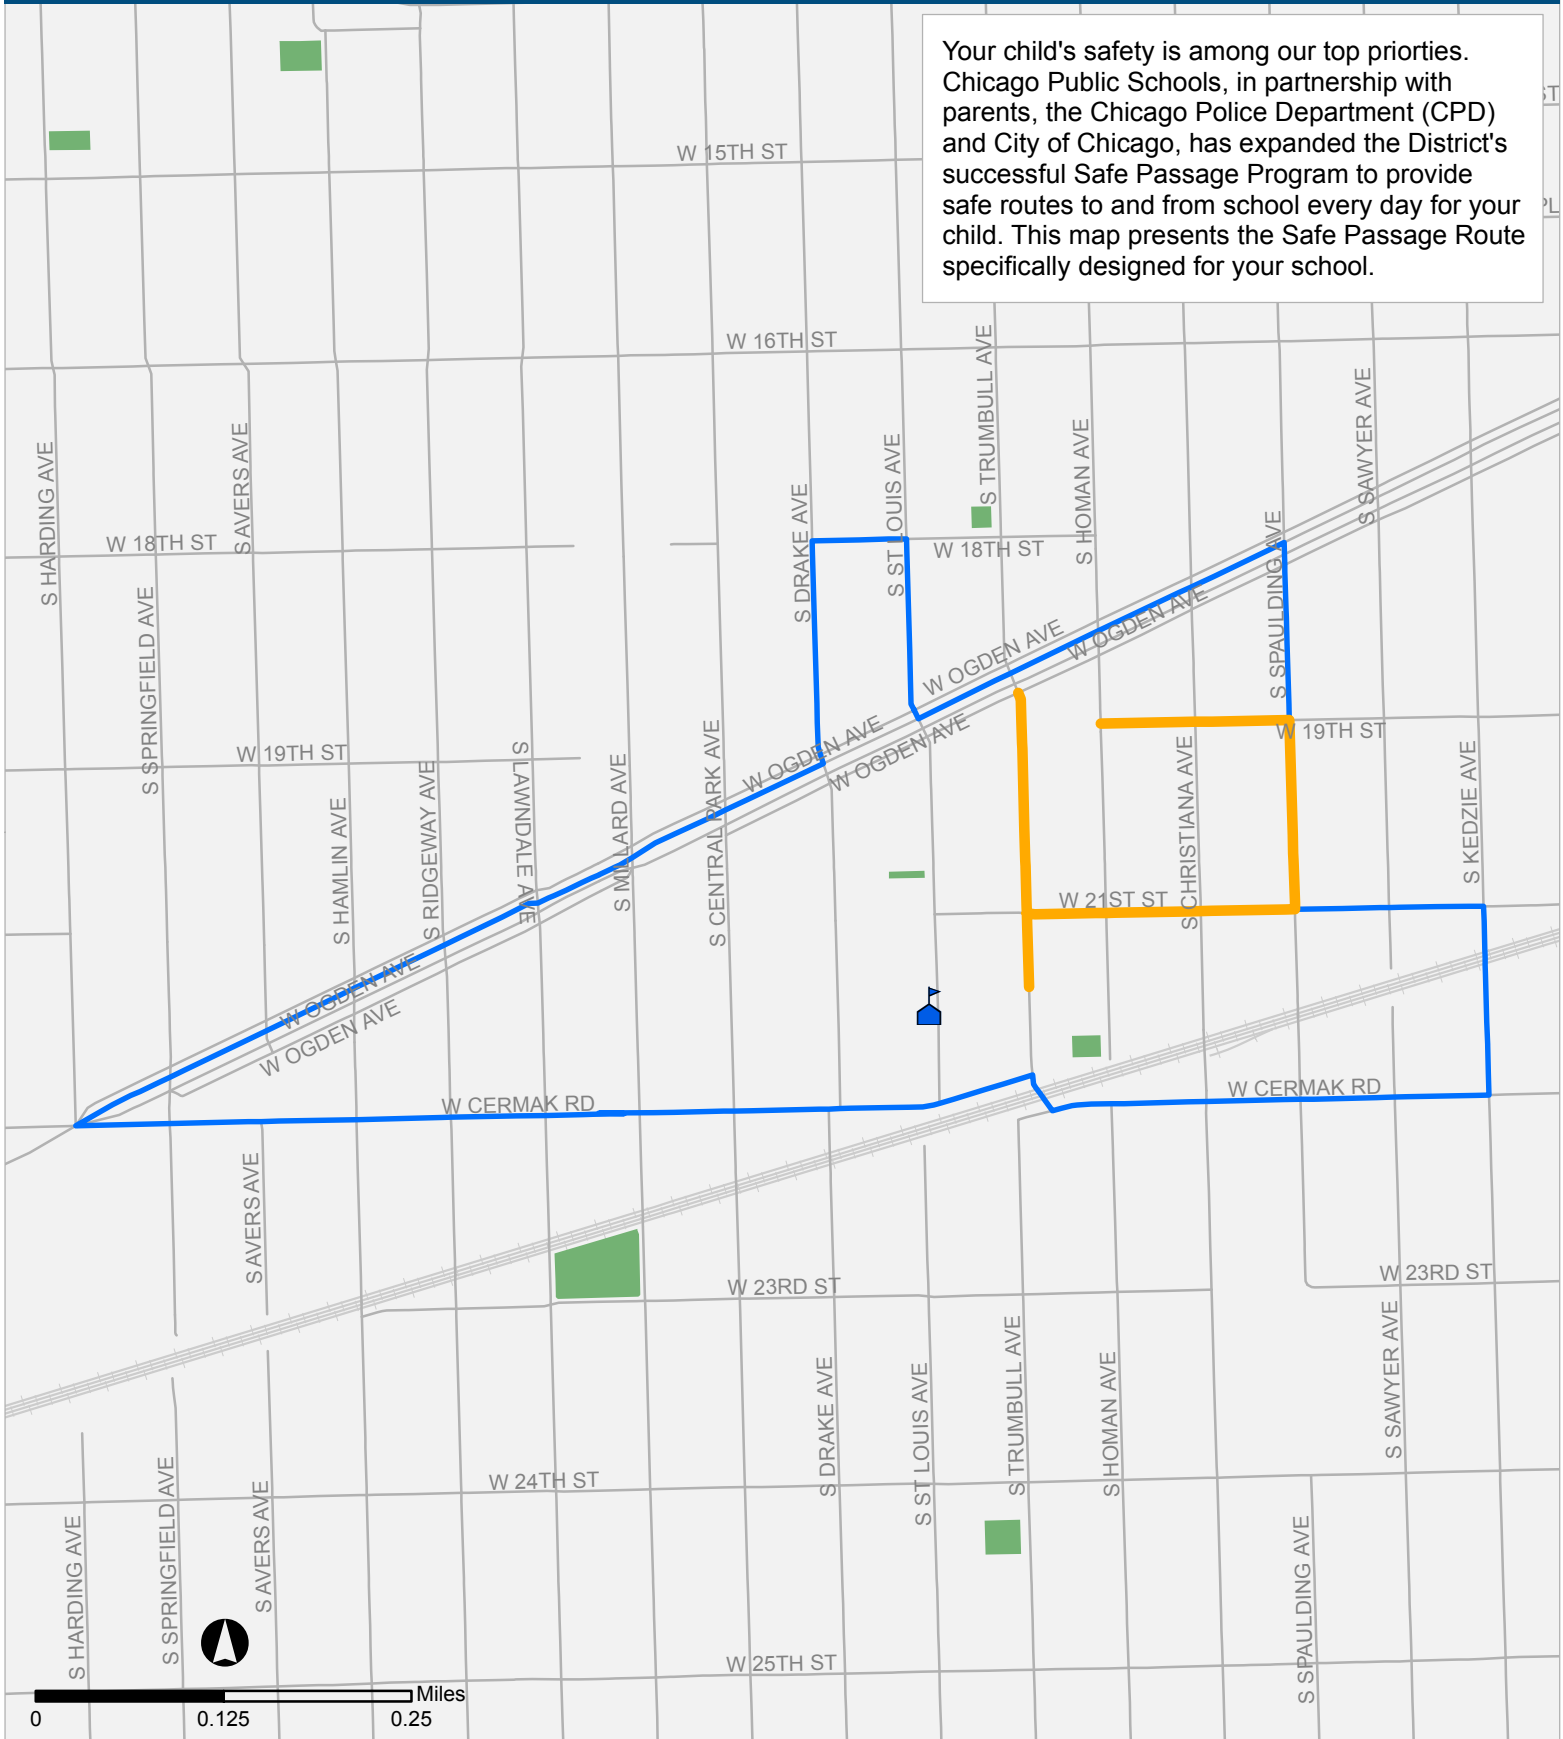 Your child's safety is among our top priorties.
Chicago Public Schools, in partnership with
parents, the Chicago Police Department (CPD)
and City of Chicago, has expanded the District's
successful Safe Passage Program to provide
safe routes to and from school every day for your
child. This map presents the Safe Passage Route
specifically designed for your school.
ST
PL
W 15TH ST
W 16TH ST
S TRUMBULL AVE
S SAWYER AVE
S HOMAN AVE
S AVERS AVE
S ST LOUIS AVE
S HARDING AVE
S DRAKE AVE
S SPAULDING AVE
W 18TH ST
W 18TH ST
S SPRINGFIELD AVE
W OGDEN AVE
W OGDEN AVE
W OGDEN AVE
W OGDEN AVE
W 19TH ST
W 19TH ST
S CENTRAL PARK AVE
S CHRISTIANA AVE
S KEDZIE AVE
S LAWNDALE AVE
S MILLARD AVE
S RIDGEWAY AVE
S HAMLIN AVE
W 21ST ST
W OGDEN AVE
W OGDEN AVE
W CERMAK RD
W CERMAK RD
S AVERS AVE
W 23RD ST
W 23RD ST
S SAWYER AVE
S TRUMBULL AVE
S DRAKE AVE
S ST LOUIS AVE
S HOMAN AVE
W 24TH ST
S SPRINGFIELD AVE
S AVERS AVE
S HARDING AVE
S SPAULDING AVE
W 25TH ST
Miles
0
0.125
0.25